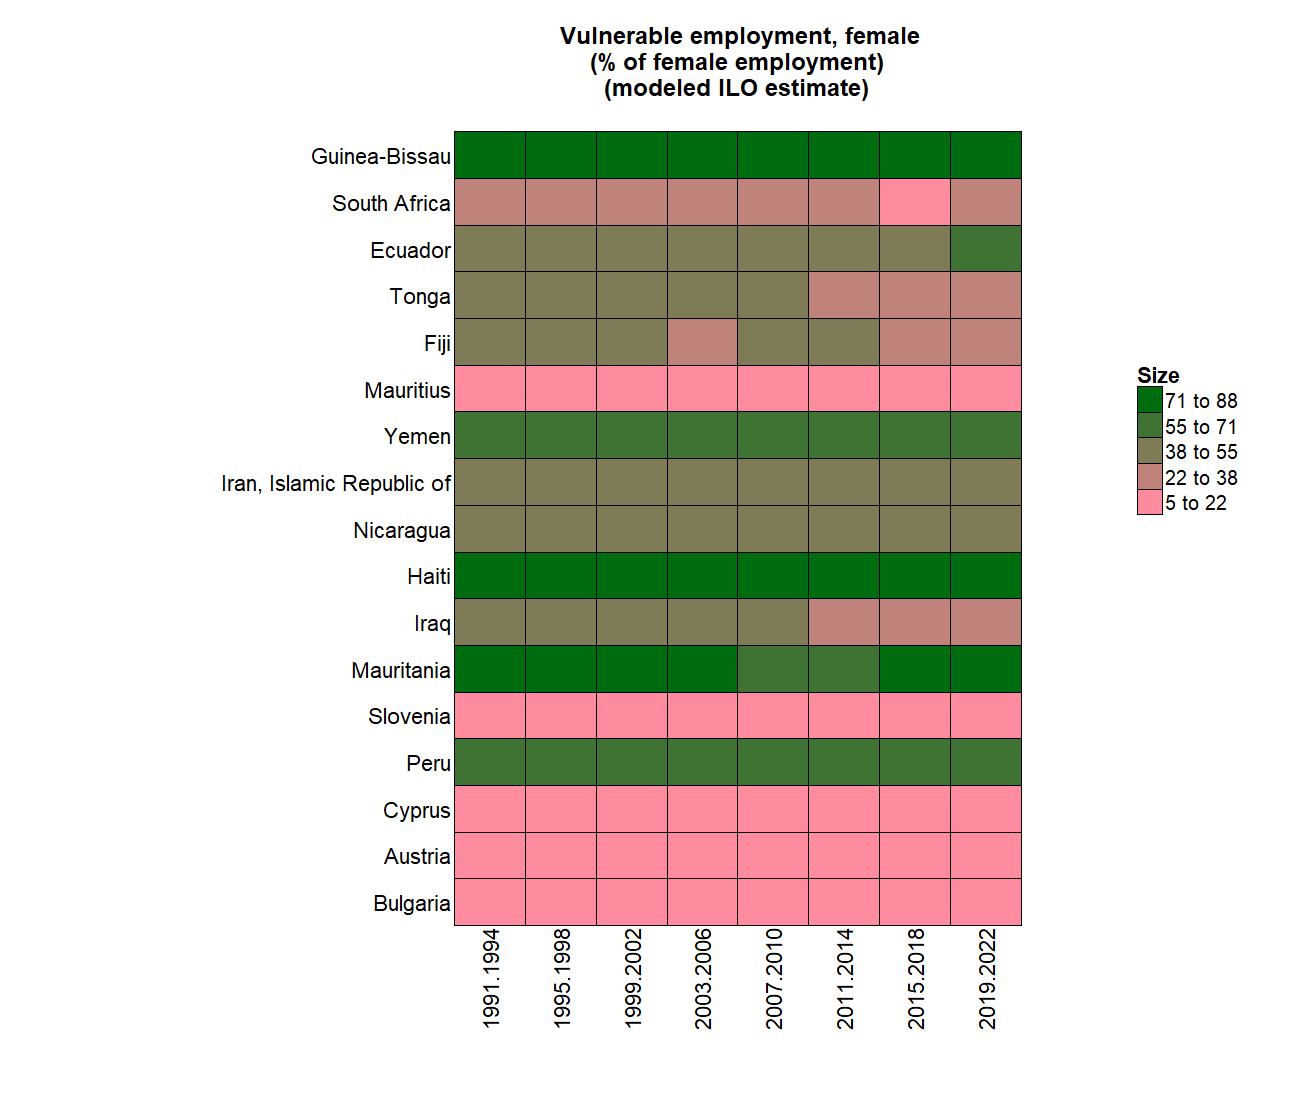 Vulnerable employment, female
(% of female employment)
(modeled ILO estimate)
Guinea-Bissau
South Africa
Ecuador
Tonga
Fiji
Mauritius
Yemen
Iran, Islamic Republic of
Nicaragua
Haiti
Iraq
Mauritania
Slovenia
Peru
Cyprus
Austria
Bulgaria
1991.1994
1995.1998
1999.2002
2003.2006
2007.2010
2011.2014
2015.2018
2019.2022
Size
71 to 88
55 to 71
38 to 55
22 to 38
5 to 22